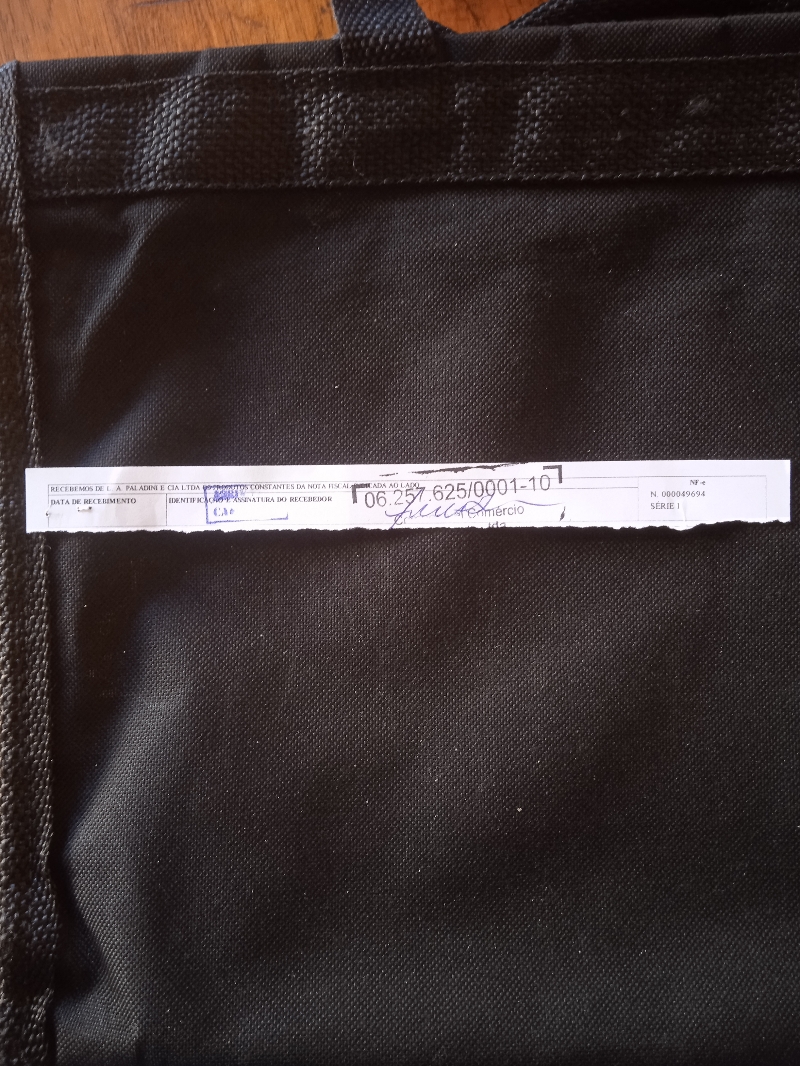 RECEBEMOS DE L. A. PALADINI E CIA LTDA OS PRODUTOS CONSTANTES DA NOTA FISCAL INDICADA AO LADO
DATA DE RECEBIMENTO
IDENTIFICAÇÃO E ASSINATURA DO RECEBEDOR
06.257.625/0001-10
Comércio
Ltda
NF-e
N. 000049694
SÉRIE 1